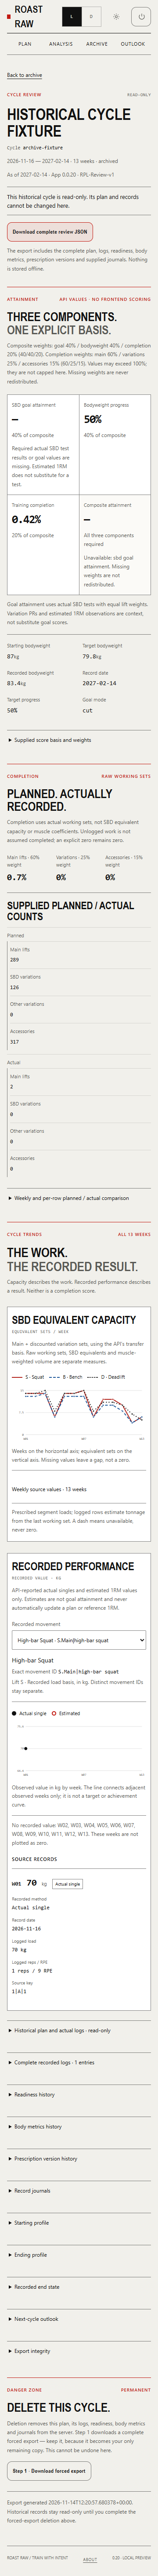 ROAST
RAW
L
D
PLAN
ANALYSIS
ARCHIVE
OUTLOOK
Back to archive
CYCLE REVIEW
READ-ONLY
HISTORICAL CYCLE
FIXTURE
Cycle archive-fixture
2026-11-16 — 2027-02-14 · 13 weeks · archived
As of 2027-02-14 · App 0.0.20 · RPL-Review-v1
This historical cycle is read-only. Its plan and records
cannot be changed here.
Download complete review JSON
The export includes the complete plan, logs, readiness, body
metrics, prescription versions and supplied journals. Nothing
is stored offline.
ATTAINMENT
API VALUES · NO FRONTEND SCORING
THREE COMPONENTS.
ONE EXPLICIT BASIS.
Composite weights: goal 40% / bodyweight 40% / completion
20% (40/40/20). Completion weights: main 60% / variations
25% / accessories 15% (60/25/15). Values may exceed 100%;
they are not capped here. Missing weights are never
redistributed.
SBD goal attainment
—
40% of composite
Required actual SBD test
results or goal values are
missing. Estimated 1RM
does not substitute for a
test.
Bodyweight progress
50%
40% of composite
Training completion
0.42%
20% of composite
Composite attainment
—
All three components
required
Unavailable: sbd goal
attainment. Missing
weights are not
redistributed.
Goal attainment uses actual SBD tests with equal lift weights.
Variation PRs and estimated 1RM observations are context,
not substitute goal scores.
Starting bodyweight
87kg
Target bodyweight
79.8kg
Recorded bodyweight
83.4kg
Record date
2027-02-14
Target progress
50%
Goal mode
cut
Supplied score basis and weights
COMPLETION
RAW WORKING SETS
PLANNED. ACTUALLY
RECORDED.
Completion uses actual working sets, not SBD equivalent
capacity or muscle coefficients. Unlogged work is not
assumed completed; an explicit zero remains zero.
Main lifts · 60%
weight
0.7%
Variations · 25%
weight
0%
Accessories · 15%
weight
0%
SUPPLIED PLANNED / ACTUAL
COUNTS
Planned
Main lifts
289
SBD variations
126
Other variations
0
Accessories
317
Actual
Main lifts
2
SBD variations
0
Other variations
0
Accessories
0
Weekly and per-row planned / actual comparison
CYCLE TRENDS
ALL 13 WEEKS
THE WORK.
THE RECORDED RESULT.
Capacity describes the work. Recorded performance describes
a result. Neither is a completion score.
SBD EQUIVALENT CAPACITY
EQUIVALENT SETS / WEEK
Main + discounted variation sets, using the API's transfer
basis. Raw working sets, SBD equivalents and muscle-
weighted volume are separate measures.
S - Squat
B - Bench
D - Deadlift
Weeks on the horizontal axis; equivalent sets on the
vertical axis. Missing values leave a gap, not a zero.
Weekly source values · 13 weeks
Prescribed segment loads; logged rows estimate tonnage
from the last working set. A dash means unavailable,
never zero.
RECORDED PERFORMANCE
RECORDED VALUE · KG
API-reported actual singles and estimated 1RM values only.
Estimates are not goal attainment and never
automatically update a plan or reference 1RM.
Recorded movement
High-bar Squat · S.Main|high-bar squat
High-bar Squat
Exact movement ID S.Main|high-bar squat
Lift S · Recorded load basis, in kg. Distinct movement IDs
stay separate.
Actual single
Estimated
Observed value in kg by week. The line connects adjacent
observed weeks only; it is not a target or achievement
curve.
No recorded value: W02, W03, W04, W05, W06, W07,
W08, W09, W10, W11, W12, W13. These weeks are not
plotted as zero.
SOURCE RECORDS
W01 70 kg Actual single
Recorded method
Actual single
Record date
2026-11-16
Logged load
70 kg
Logged reps / RPE
1 reps / 9 RPE
Source key
1|A|1
Historical plan and actual logs · read-only
Complete recorded logs · 1 entries
Readiness history
Body metrics history
Prescription version history
Record journals
Starting profile
Ending profile
Recorded end state
Next-cycle outlook
Export integrity
DANGER ZONE
PERMANENT
DELETE THIS CYCLE.
Deletion removes this plan, its logs, readiness, body metrics
and journals from the server. Step 1 downloads a complete
forced export — keep it, because it becomes your only
remaining copy. This cannot be undone here.
Step 1 · Download forced export
Export generated 2026-11-14T12:20:57.680378+00:00.
Historical records stay read-only until you complete the
forced-export deletion above.
ROAST RAW / TRAIN WITH INTENT
ABOUT
0.20 · LOCAL PREVIEW